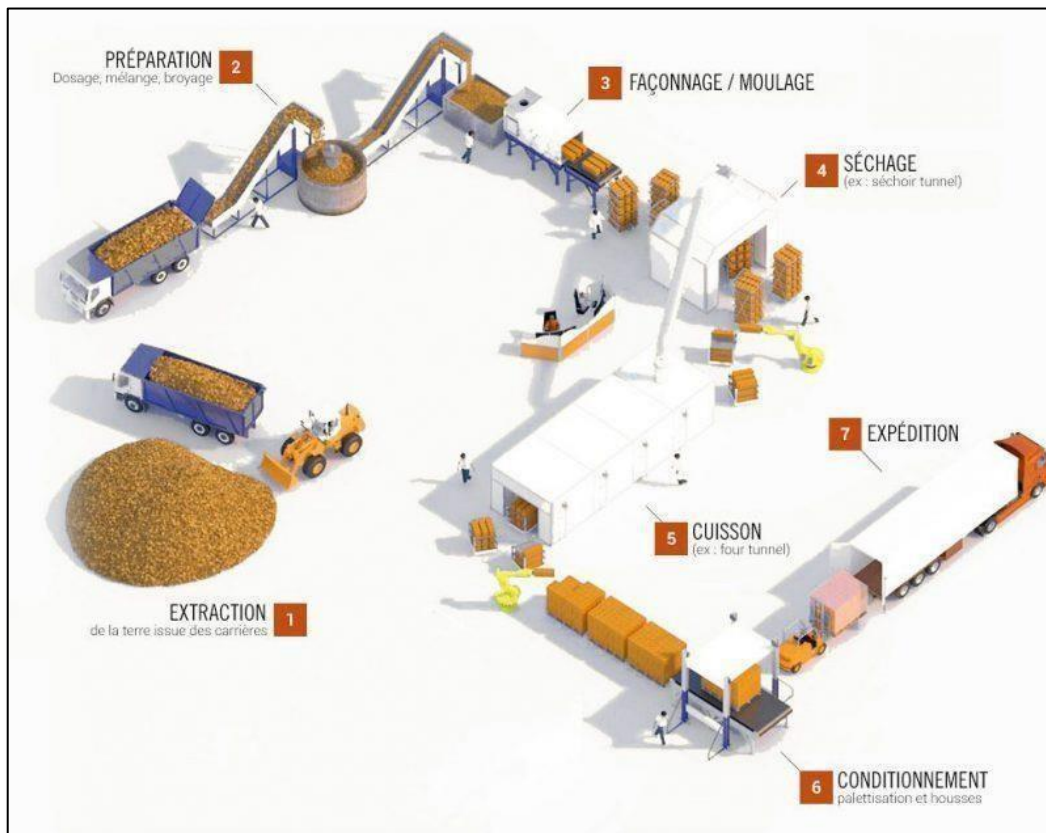 1
EXTRACTION
de la terre issue des carrières
2
PRÉPARATION
Dosage, mélange, broyage
3
FAÇONNAGE / MOULAGE
4
SÉCHAGE
(ex : séchoir tunnel)
5
CUISSON
(ex : four tunnel)
6
CONDITIONNEMENT
palettisation et housses
7
EXPÉDITION